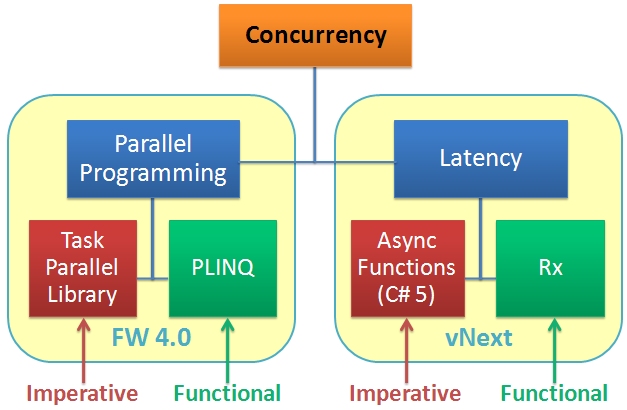 Concurrency
Parallel
Programming
Latency
Task
Parallel
Library
PLINQ
Async
Functions
(C# 5)
Rx
FW 4.0
vNext
Imperative
Functional
Imperative
Functional